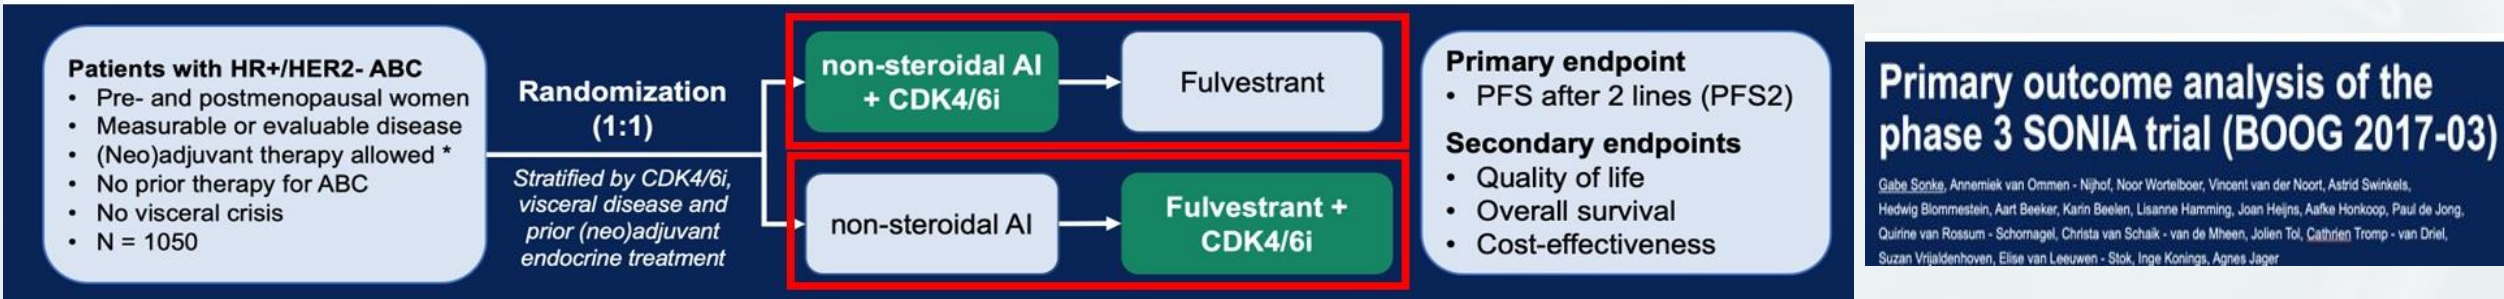 Patients with HR+/HER2- ABC
• Pre- and postmenopausal women
• Measurable or evaluable disease
• (Neo)adjuvant therapy allowed *
• No prior therapy for ABC
• No visceral crisis
• N = 1050
Randomization
(1:1)
Stratified by CDK4/6i,
visceral disease and
prior (neo)adjuvant
endocrine treatment
non-steroidal AI
+ CDK4/6i
Fulvestrant
non-steroidal AI
Fulvestrant +
CDK4/6i
Primary endpoint
• PFS after 2 lines (PFS2)
Secondary endpoints
• Quality of life
• Overall survival
• Cost-effectiveness
Primary outcome analysis of the
phase 3 SONIA trial (BOOG 2017-03)
Gabe Sonke, Annemiek van Ommen - Nijhof, Noor Wortelboer, Vincent van der Noort, Astrid Swinkels,
Hedwig Blommestein, Aart Beeker, Karin Beelen, Lisanne Hamming, Joan Heijns, Aafke Honkoop, Paul de Jong,
Quirine van Rossum - Schornagel, Christa van Schaik - van de Mheen, Jolien Tol, Cathrien Tromp - van Driel,
Suzan Vrijaldenhoven, Elise van Leeuwen - Stok, Inge Konings, Agnes Jager